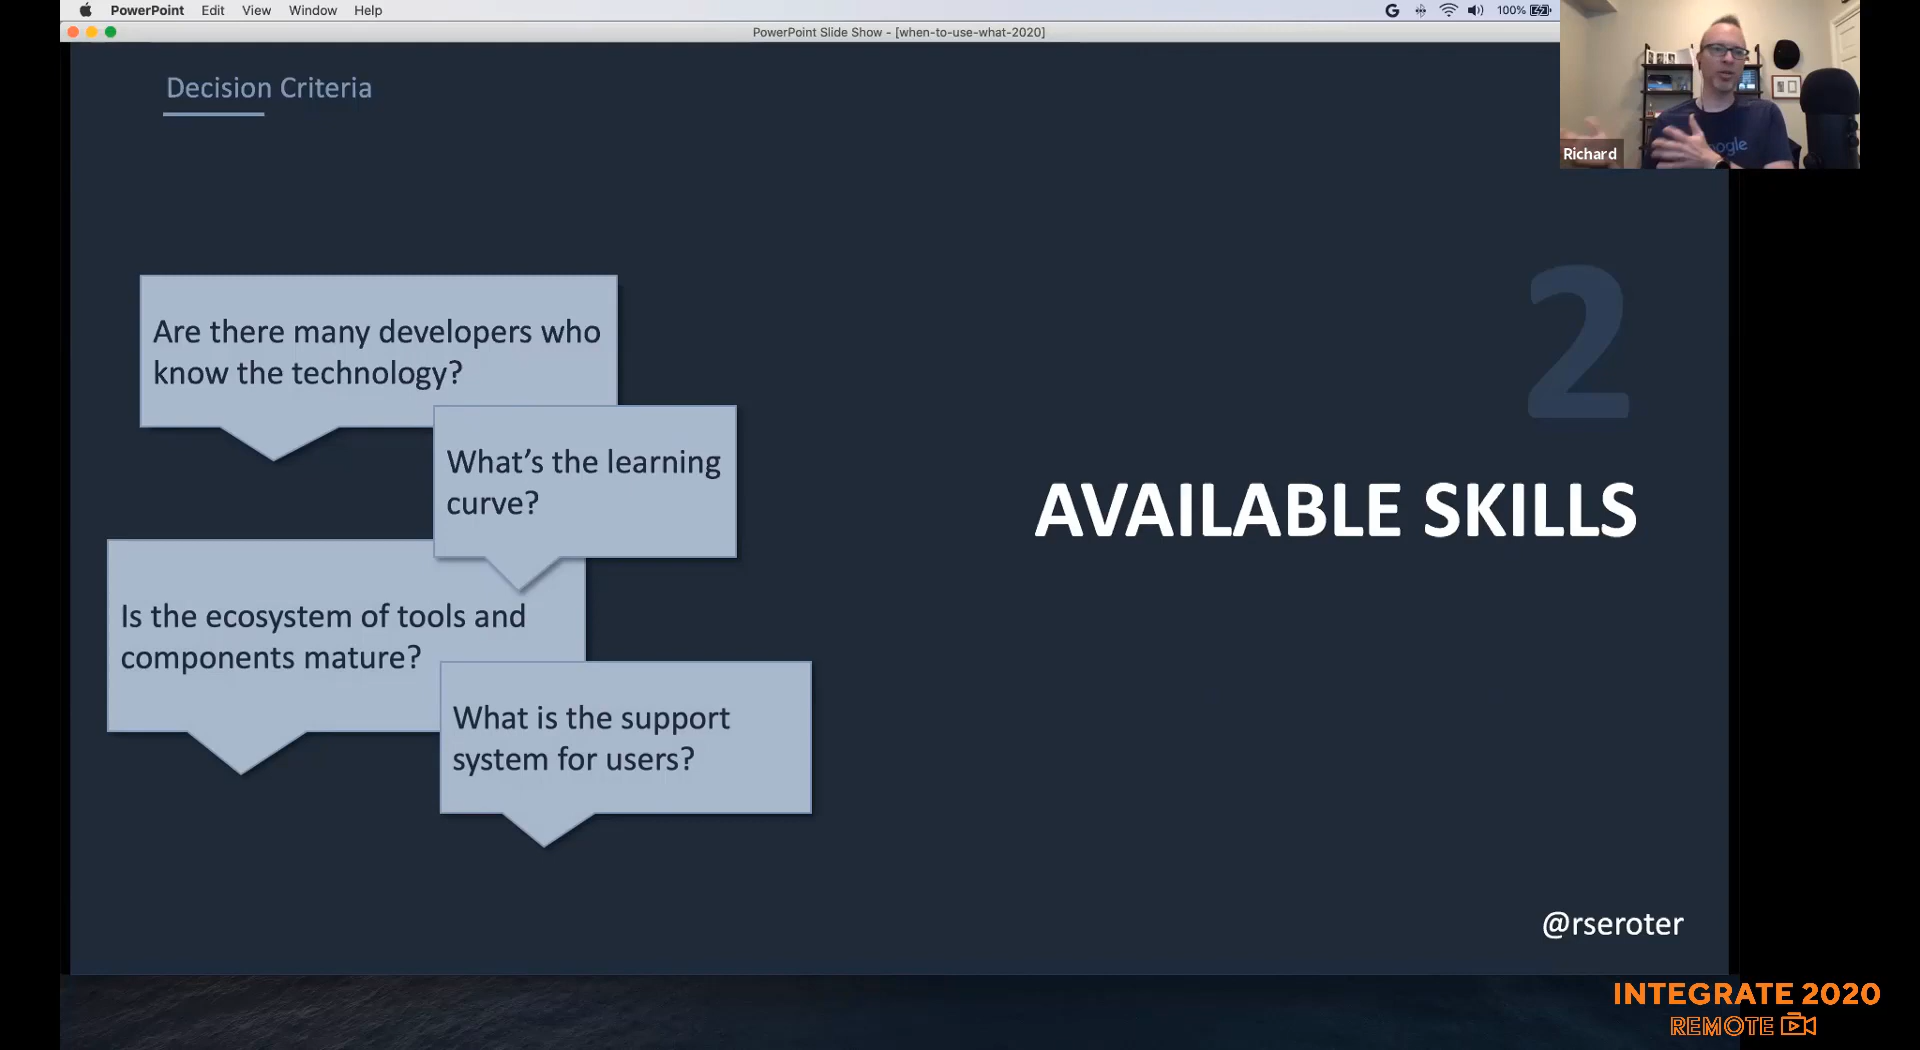 PowerPoint Edit View Window Help
G 100%
PowerPoint Slide Show - [when-to-use-what-2020]
Decision Criteria
Richard
Are there many developers who
know the technology?
What's the learning
curve?
Is the ecosystem of tools and
components mature?
What is the support
system for users?
2
AVAILABLE SKILLS
@rseroter
INTEGRATE 2020
REMOTE